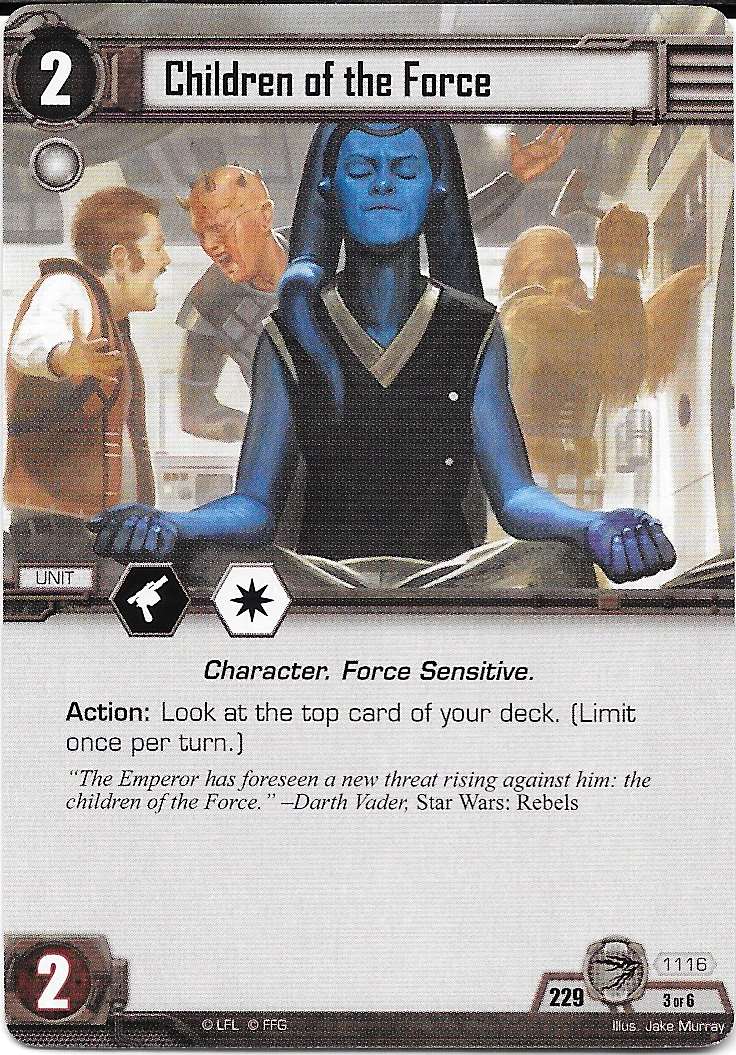 2
Children of the Force
UNIT
Character. Force Sensitive.
Action: Look at the top card of your deck. (Limit
once per turn.)
“The Emperor has foreseen a new threat rising against him: the
children of the Force.” –Darth Vader, Star Wars: Rebels
2
1116
229
3 OF 6
© LFL © FFG
Illus. Jake Murray